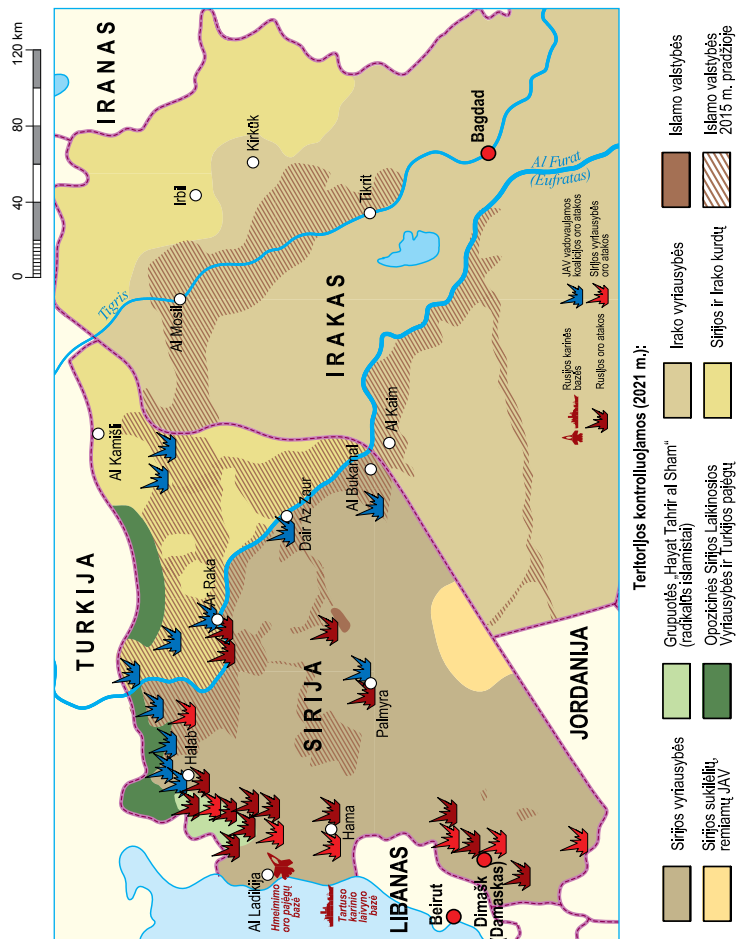 0
40
80
120 km
TURKIJA
IRANAS
SIRIJA
IRAKAS
LIBANAS
JORDANIJA
Tigris
Al Furat
(Eufratas)
Al Kamišli
Al Mosil
Irbil
Kirkūk
Tikrit
Bagdad
Ar Raka
Dair Az Zaur
Al Bukamal
Al Kaim
Halab
Palmyra
Hama
Al Ladikija
Hmeimimo
oro pajėgų
bazė
Tartuso
karinio
laivyno
bazė
Beirut
Dimašk
(Damaskas)
Rusijos karinės
bazės
Rusijos oro atakos
JAV vadovaujamos
koalicijos oro atakos
Sirijos vyriausybės
oro atakos
Teritorijos kontroliuojamos (2021 m.):
Sirijos vyriausybės
Sirijos sukilėlių,
remiamų JAV
Grupuotės „Hayat Tahrir al Sham“
(radikalūs islamistai)
Opozicinės Sirijos Laikinosios
Vyriausybės ir Turkijos pajėgų
Irako vyriausybės
Sirijos ir Irako kurdų
Islamo valstybės
Islamo valstybės
2015 m. pradžioje